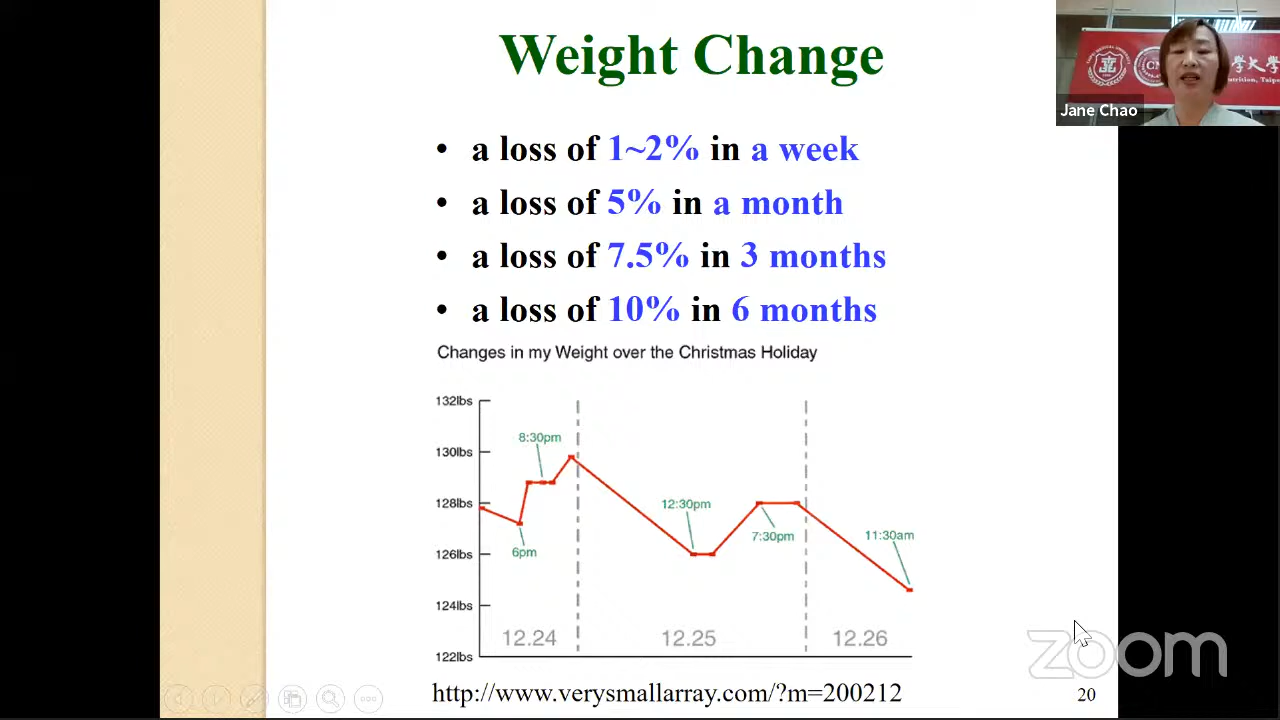 Weight Change
• a loss of 1~2% in a week
• a loss of 5% in a month
• a loss of 7.5% in 3 months
• a loss of 10% in 6 months
Changes in my Weight over the Christmas Holiday
132lbs
130lbs
128lbs
126lbs
124lbs
122lbs
8:30pm
6pm
12:30pm
7:30pm
11:30am
12.24
12.25
12.26
http://www.verysmallarray.com/?m=200212
20
zoom
Jane Chao